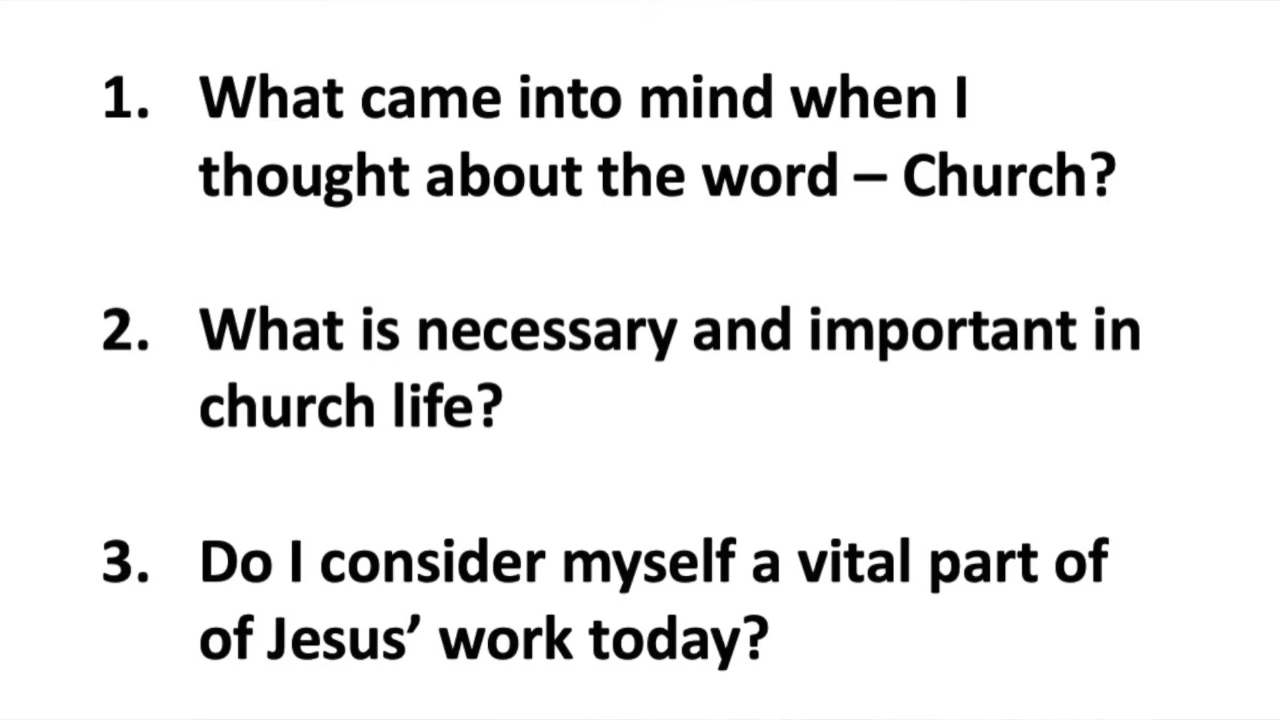 1. What came into mind when I
thought about the word – Church?
2. What is necessary and important in
church life?
3. Do I consider myself a vital part of
of Jesus’ work today?